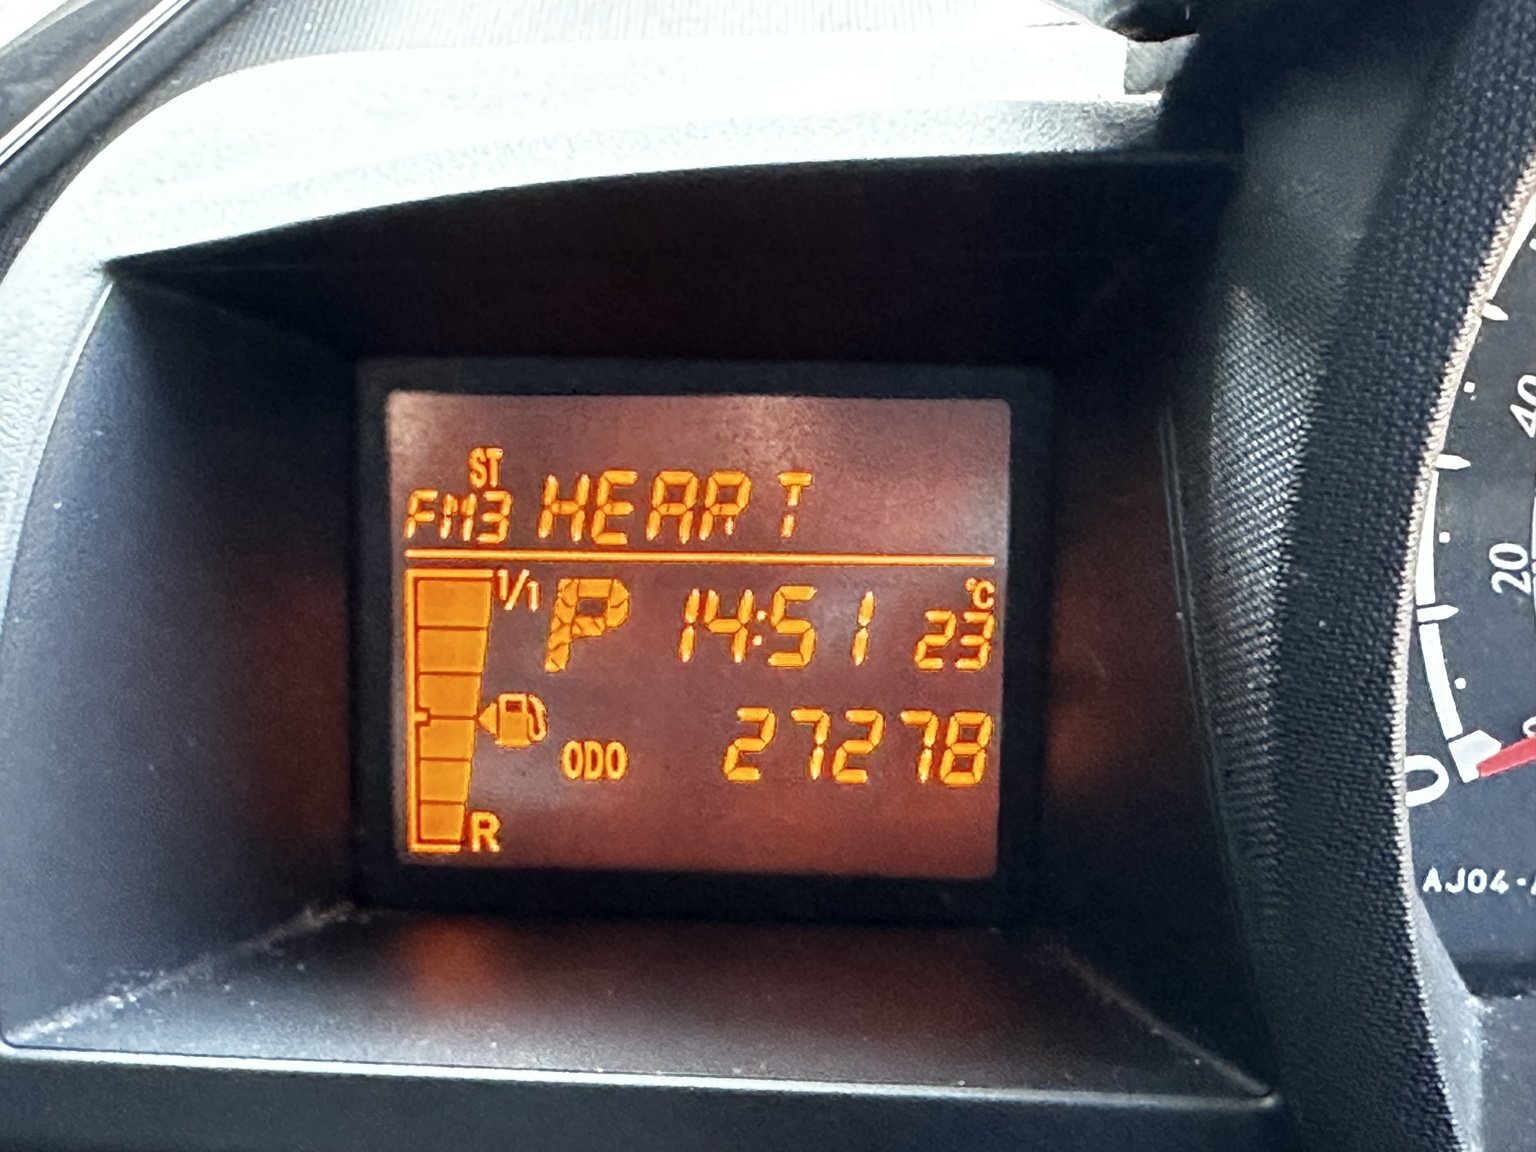 ST
FM3 HEART
1/1 P 14:51 23 °C
ODO 27278
R
40
20
0
AJ04-